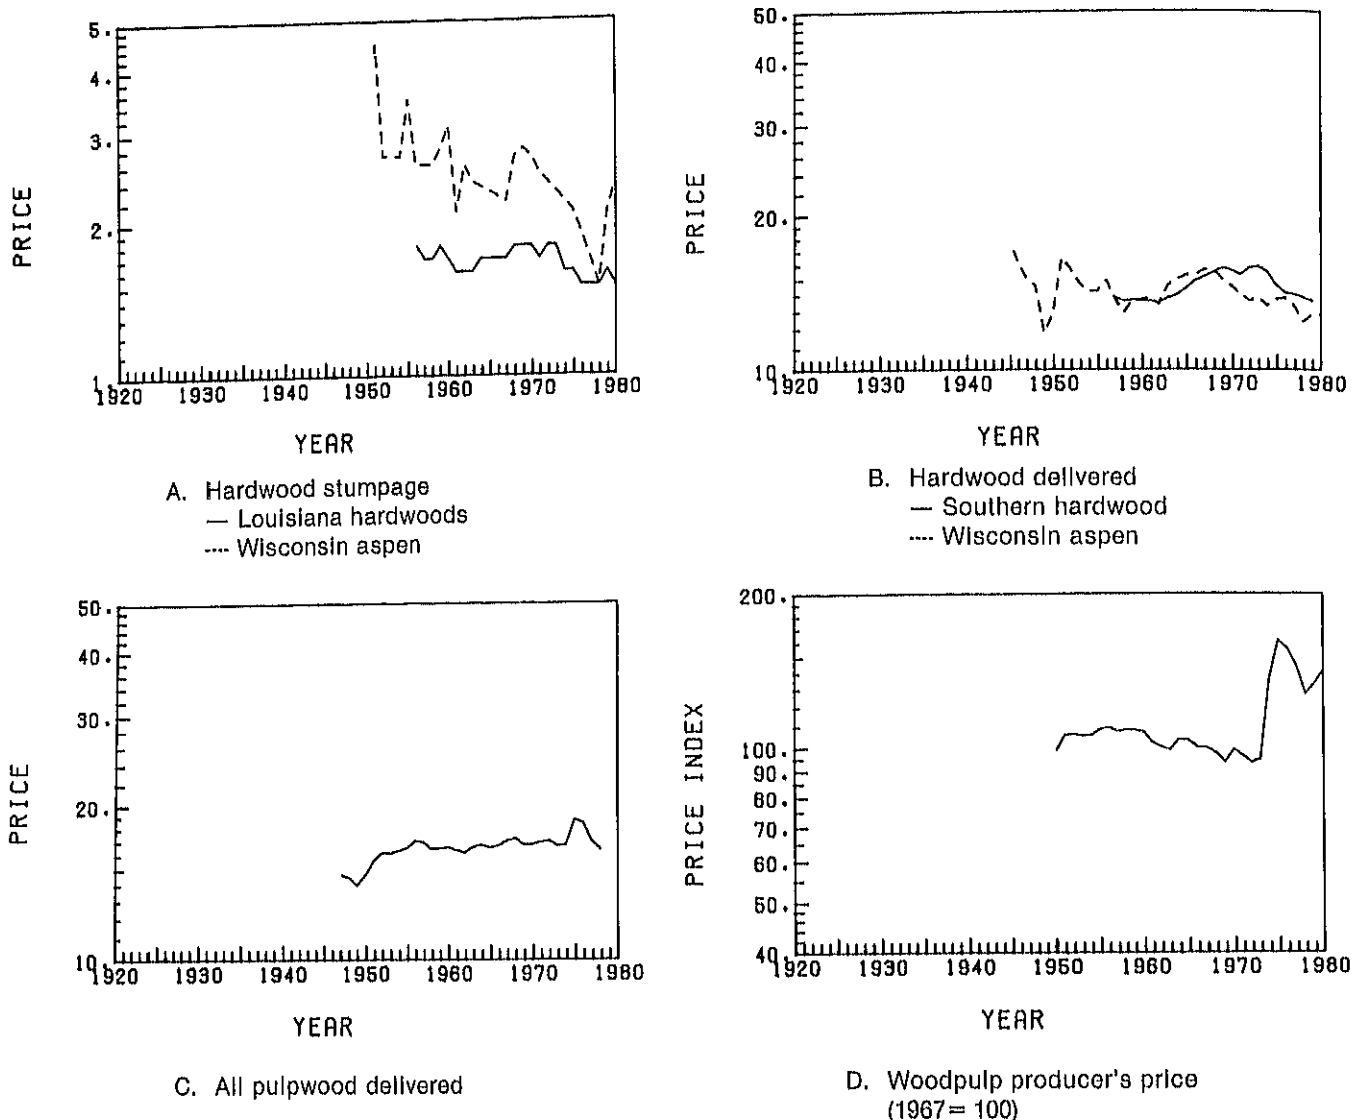 5.
4.
3.
2.
1.
1920 1930 1940 1950 1960 1970 1980
PRICE
YEAR
A. Hardwood stumpage
— Louisiana hardwoods
---- Wisconsin aspen
50.
40.
30.
20.
10.
1920 1930 1940 1950 1960 1970 1980
PRICE
YEAR
B. Hardwood delivered
— Southern hardwood
---- Wisconsin aspen
50.
40.
30.
20.
10.
1920 1930 1940 1950 1960 1970 1980
PRICE
YEAR
C. All pulpwood delivered
200.
100.
90.
80.
70.
60.
50.
40.
1920 1930 1940 1950 1960 1970 1980
PRICE INDEX
YEAR
D. Woodpulp producer's price
(1967= 100)